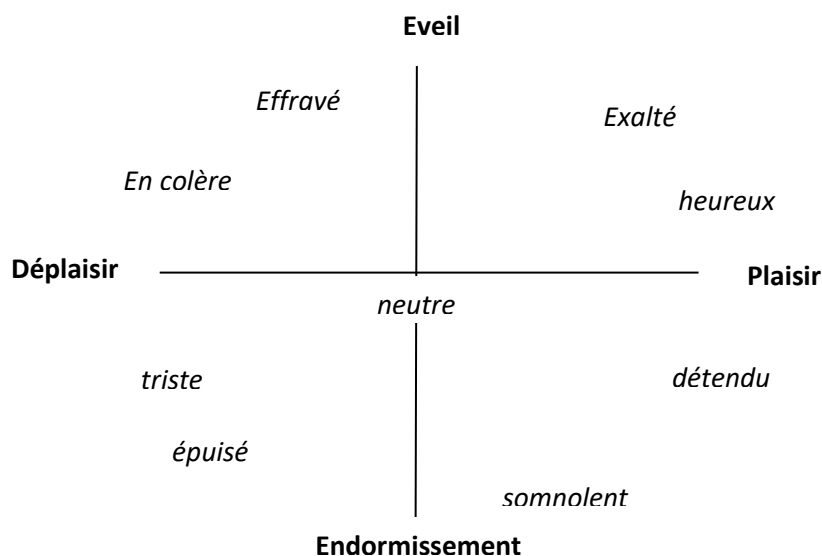 Eveil
Effravé
Exalté
En colère
heureux
Déplaisir
Plaisir
neutre
triste
détendu
épuisé
somnolent
Endormissement